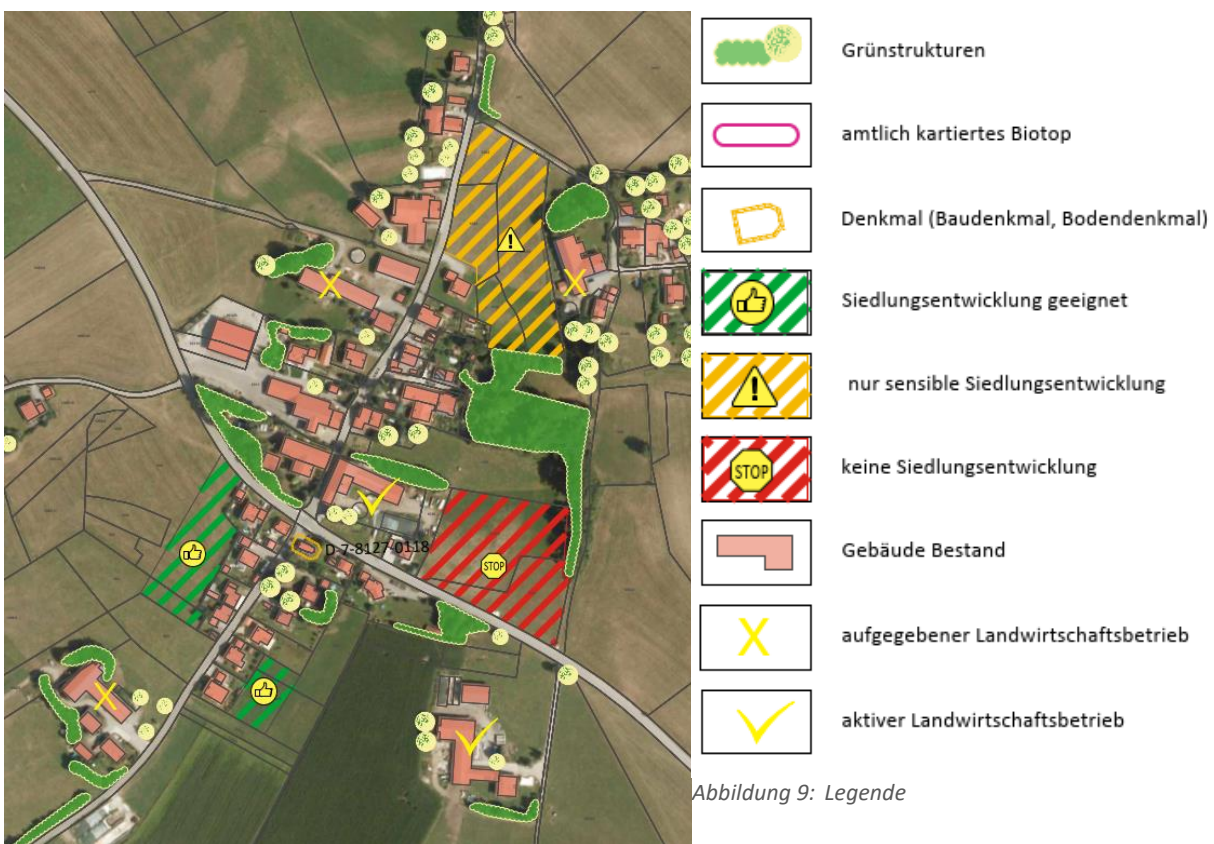 Grünstrukturen
amtlich kartiertes Biotop
Denkmal (Baudenkmal, Bodendenkmal)
Siedlungsentwicklung geeignet
nur sensible Siedlungsentwicklung
STOP
keine Siedlungsentwicklung
Gebäude Bestand
aufgegebener Landwirtschaftsbetrieb
aktiver Landwirtschaftsbetrieb
Abbildung 9: Legende
D-7-8127-0118
STOP